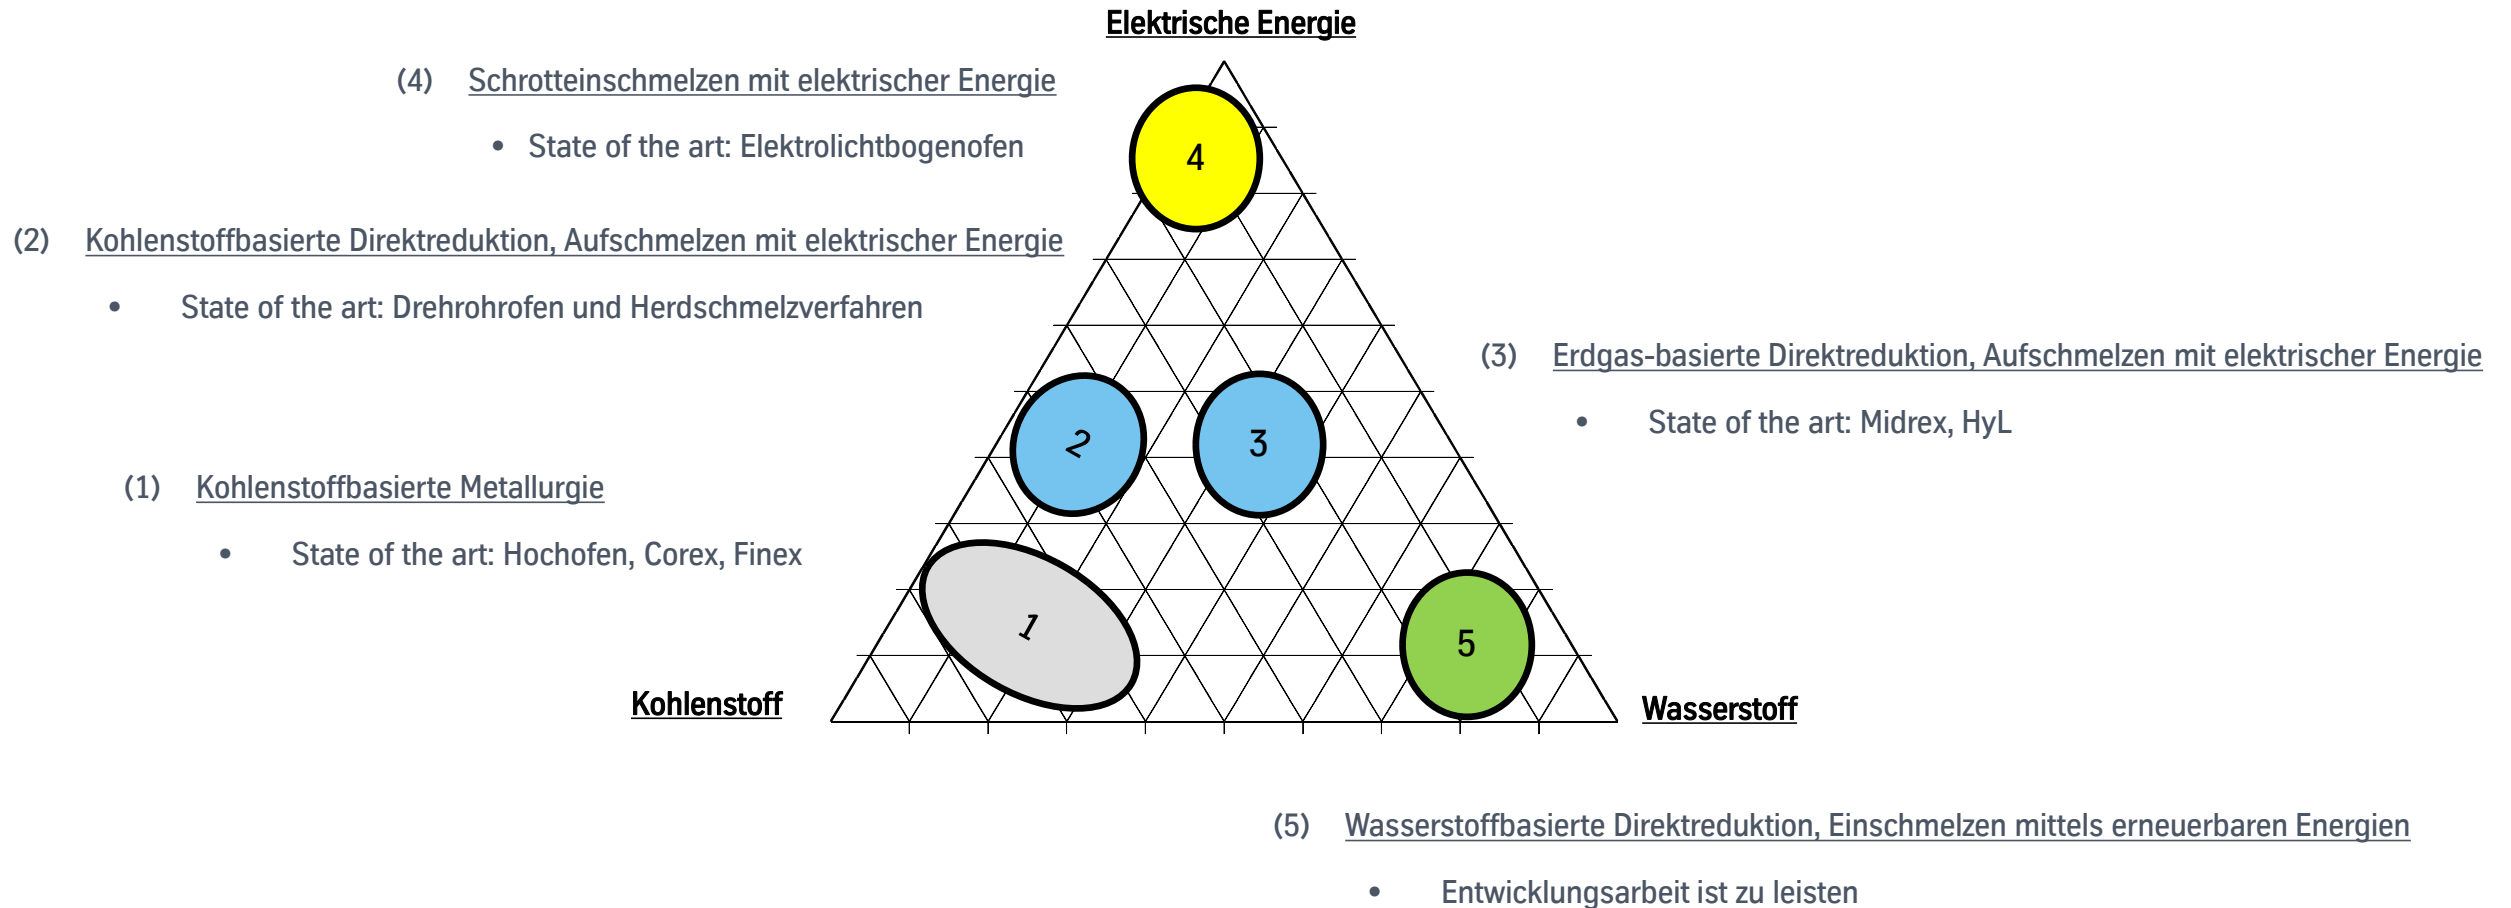 Elektrische Energie
(4) Schrotteinschmelzen mit elektrischer Energie
• State of the art: Elektrolichtbogenofen
4
(2) Kohlenstoffbasierte Direktreduktion, Aufschmelzen mit elektrischer Energie
• State of the art: Drehrohrofen und Herdschmelzverfahren
(3) Erdgas-basierte Direktreduktion, Aufschmelzen mit elektrischer Energie
• State of the art: Midrex, HyL
2
3
(1) Kohlenstoffbasierte Metallurgie
• State of the art: Hochofen, Corex, Finex
1
5
Kohlenstoff
Wasserstoff
(5) Wasserstoffbasierte Direktreduktion, Einschmelzen mittels erneuerbaren Energien
• Entwicklungsarbeit ist zu leisten